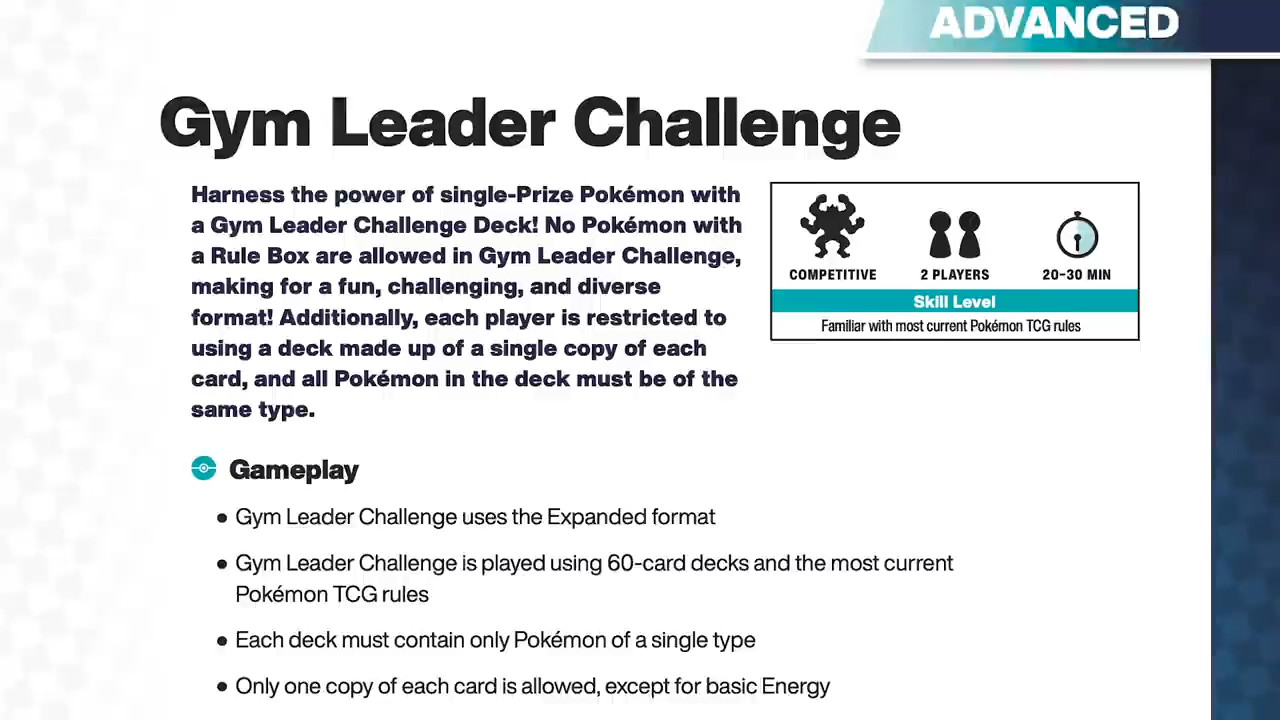 ADVANCED
Gym Leader Challenge
Harness the power of single-Prize Pokémon with
a Gym Leader Challenge Deck! No Pokémon with
a Rule Box are allowed in Gym Leader Challenge,
making for a fun, challenging, and diverse
format! Additionally, each player is restricted to
using a deck made up of a single copy of each
card, and all Pokémon in the deck must be of the
same type.
COMPETITIVE 2 PLAYERS 20-30 MIN
Skill Level
Familiar with most current Pokémon TCG rules
Gameplay
• Gym Leader Challenge uses the Expanded format
• Gym Leader Challenge is played using 60-card decks and the most current
Pokémon TCG rules
• Each deck must contain only Pokémon of a single type
• Only one copy of each card is allowed, except for basic Energy